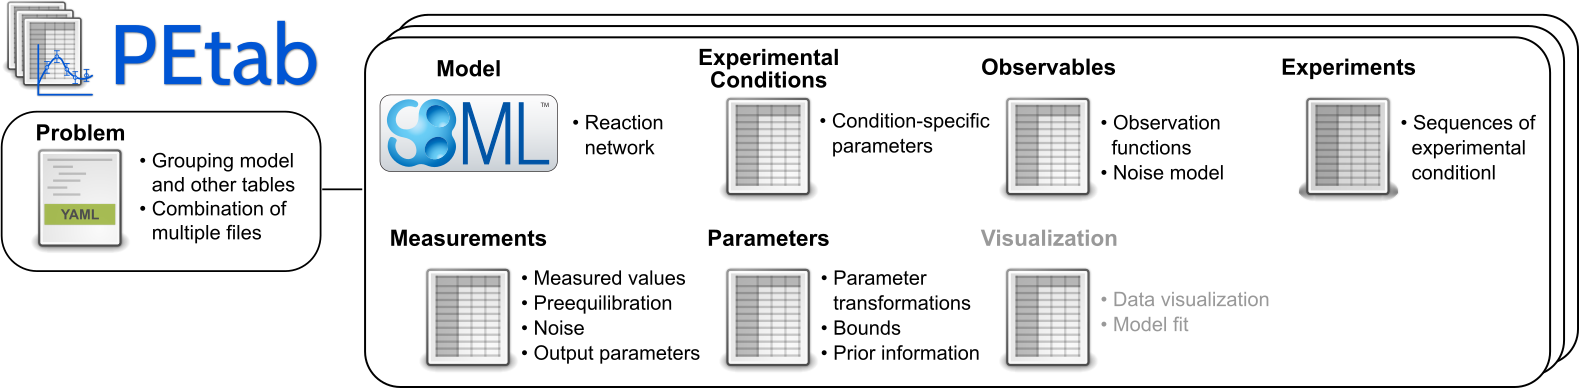 PEtab
Problem
• Grouping model
and other tables
• Combination of
multiple files
YAML
Model
SBML™
• Reaction
network
Experimental
Conditions
• Condition-specific
parameters
Observables
• Observation
functions
• Noise model
Experiments
• Sequences of
experimental
conditionl
Measurements
• Measured values
• Preequilibration
• Noise
• Output parameters
Parameters
• Parameter
transformations
• Bounds
• Prior information
Visualization
• Data visualization
• Model fit